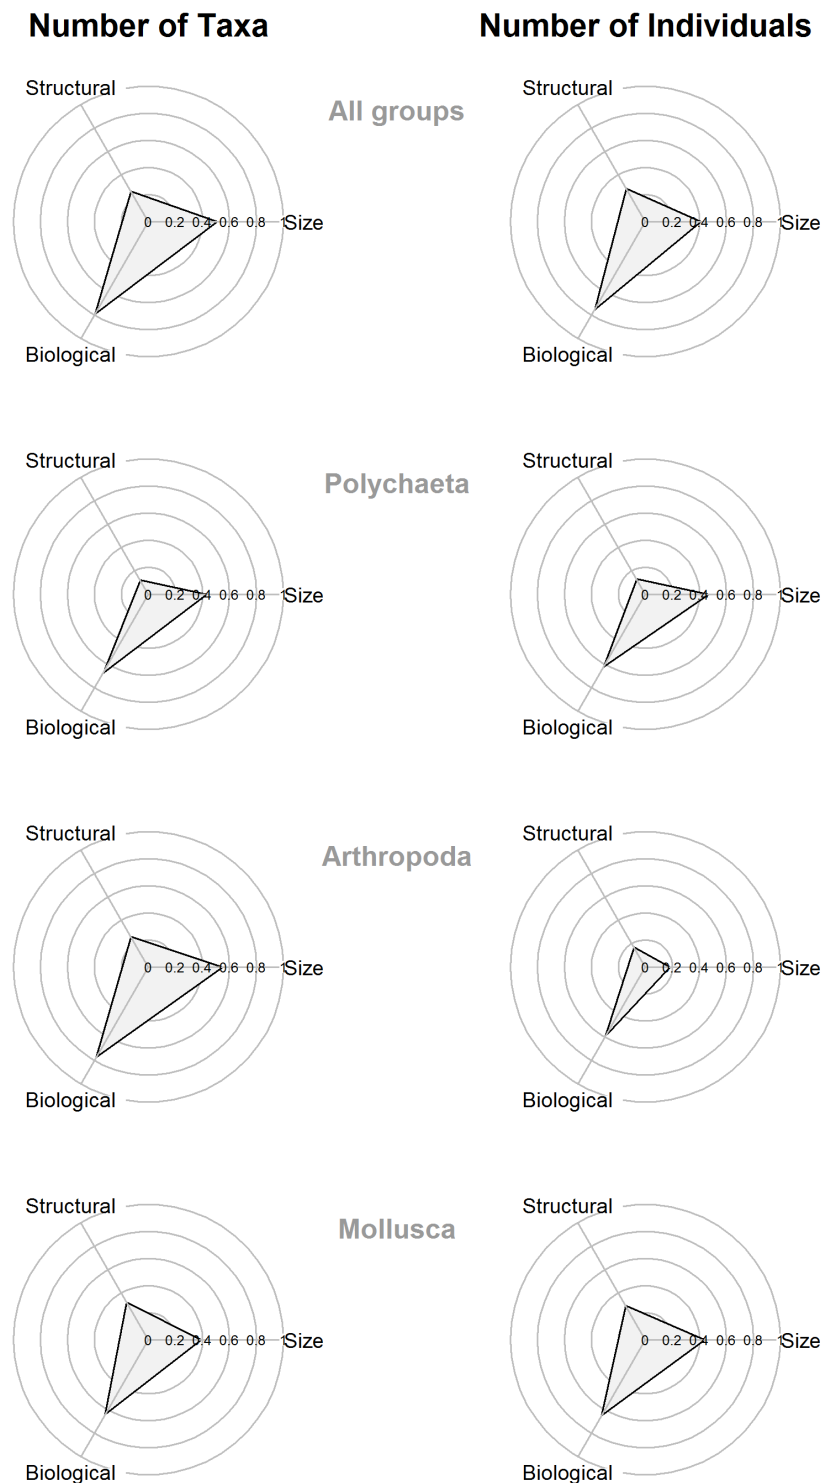 Number of Taxa
Number of Individuals
Structural
All groups
Structural
0 0.2 0.4 0.6 0.8 1
Size
0 0.2 0.4 0.6 0.8 1
Size
Biological
Biological
Structural
Polychaeta
Structural
0 0.2 0.4 0.6 0.8 1
Size
0 0.2 0.4 0.6 0.8 1
Size
Biological
Biological
Structural
Arthropoda
Structural
0 0.2 0.4 0.6 0.8 1
Size
0 0.2 0.4 0.6 0.8 1
Size
Biological
Biological
Structural
Mollusca
Structural
0 0.2 0.4 0.6 0.8 1
Size
0 0.2 0.4 0.6 0.8 1
Size
Biological
Biological